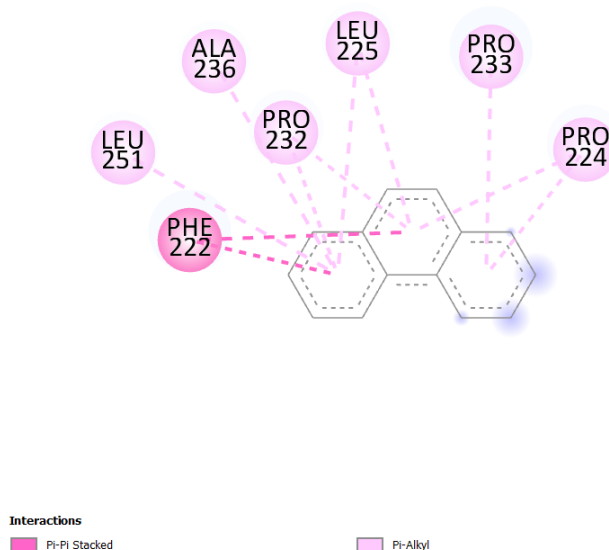 LEU
225
ALA
236
PRO
233
PRO
232
PRO
224
LEU
251
PHE
222
Interactions
Pi-Pi Stacked
Pi-Alkyl